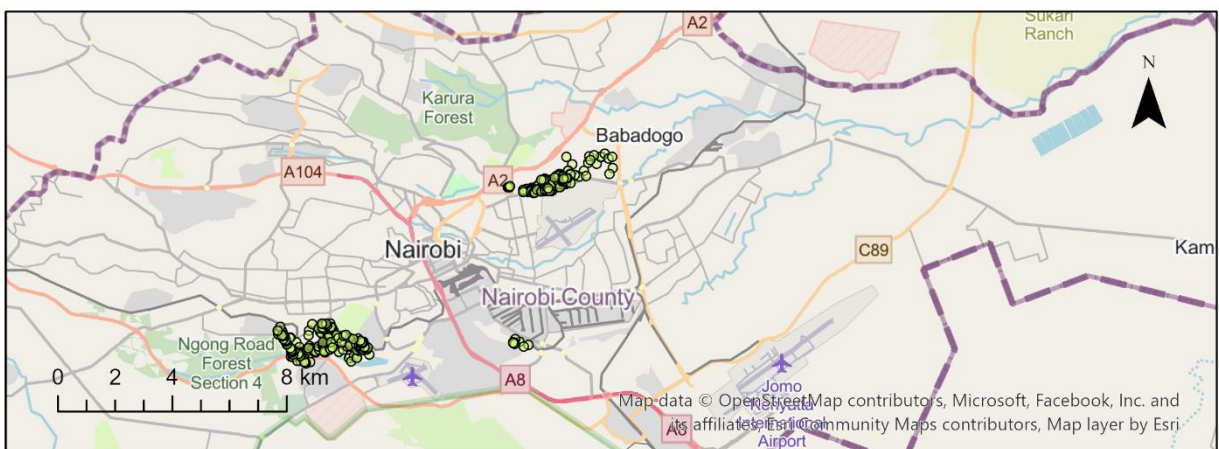 A2
Sukari
Ranch
N
Karura
Forest
Babadogo
A104
A2
Nairobi
C89
Kam
Nairobi County
Ngong Road
Forest
Section 4
0 2 4 8 km
A8
Jomo
Kenyatta
International
Airport
A8
Map data © OpenStreetMap contributors, Microsoft, Facebook, Inc. and
its affiliates, Esri Community Maps contributors, Map layer by Esri